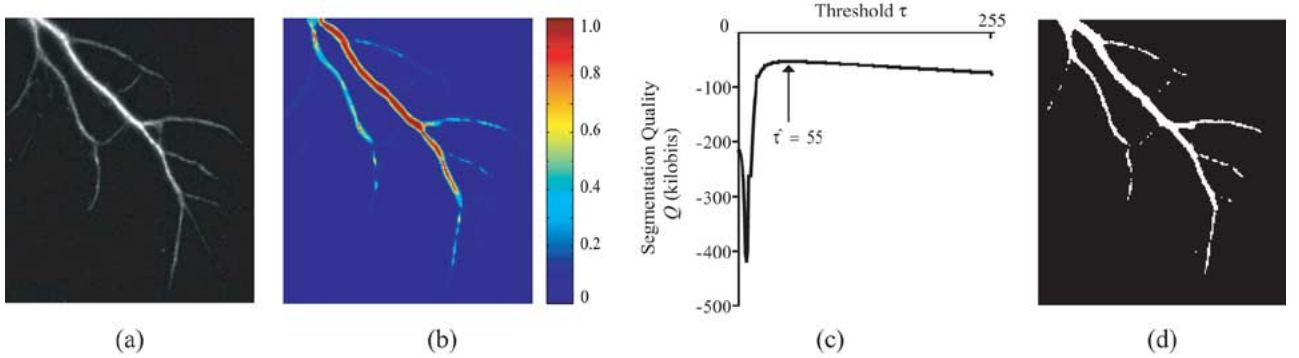 1.0
0.8
0.6
0.4
0.2
0
Threshold τ
0
255
-100
-200
-300
-400
-500
Segmentation Quality
Q (kilobits)
τ̂ = 55
(a)
(b)
(c)
(d)